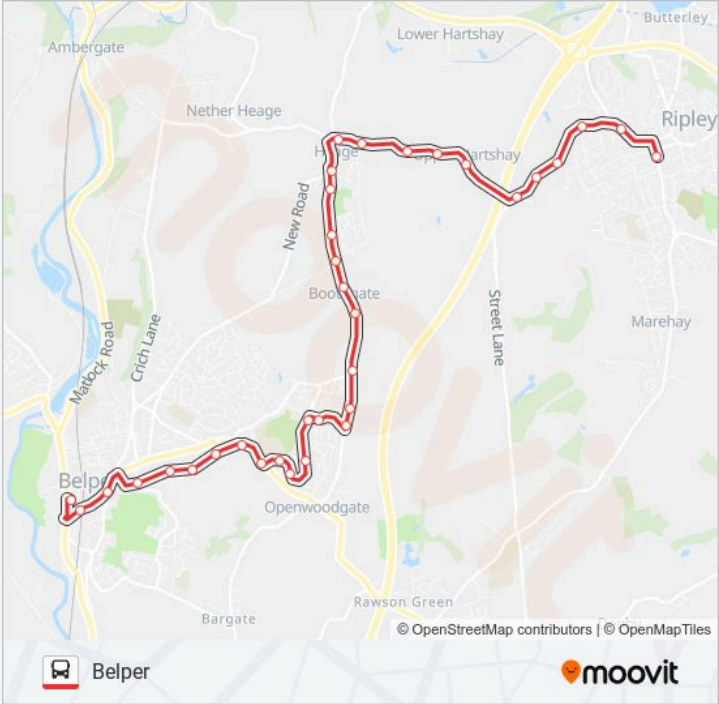 Butterley
Ambergate
Lower Hartshay
Nether Heage
Ripley
New Road
Street Lane
Marehay
Matlock Road
Crich Lane
Belpe
Openwoodgate
Rawson Green
Bargate
© OpenStreetMap contributors | © OpenMapTiles
Belper
moovit